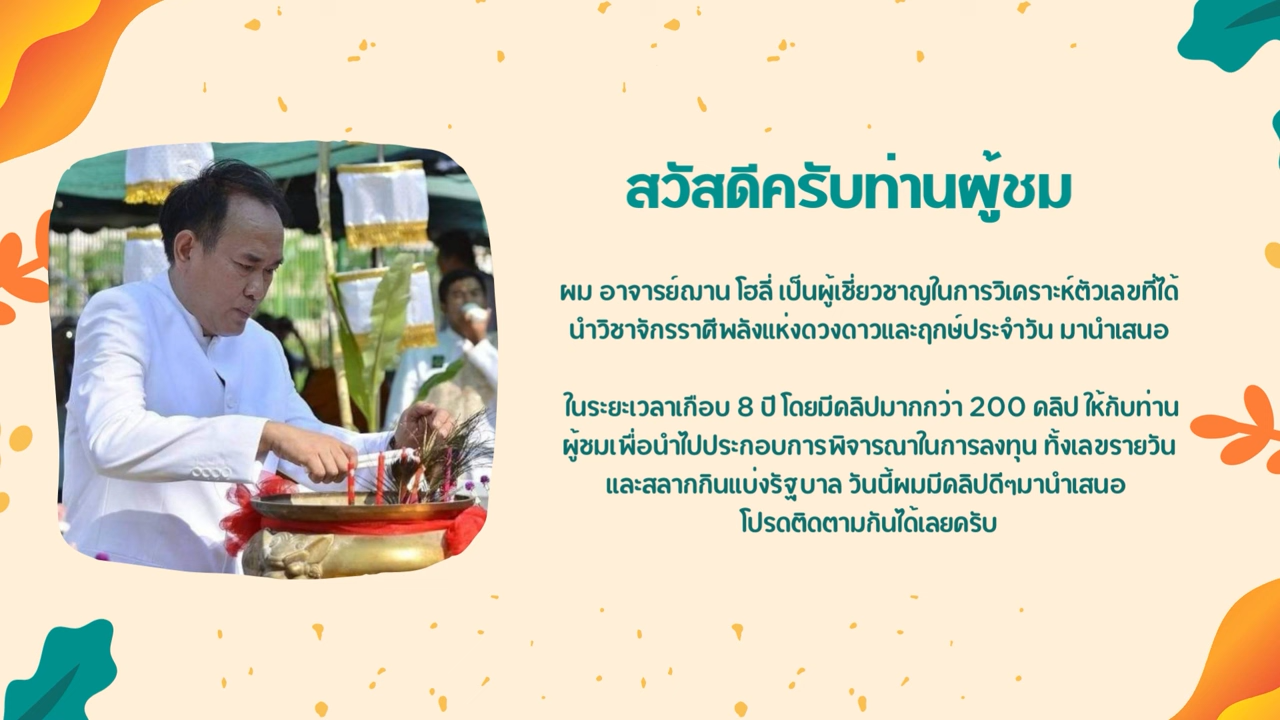 สวัสดีครับท่านผู้ชม
ผม อาจารย์ฌาน โฮลี่ เป็นผู้เชี่ยวชาญในการวิเคราะห์ตัวเลขที่ได้
นำวิชาจักรราศีพลังแห่งดวงดาวและฤกษ์ประจำวัน มานำเสนอ
ในระยะเวลาเกือบ 8 ปี โดยมีคลิปมากกว่า 200 คลิป ให้กับท่าน
ผู้ชมเพื่อนำไปประกอบการพิจารณาในการลงทุน ทั้งเลขรายวัน
และสลากกินแบ่งรัฐบาล วันนี้ผมมีคลิปดีๆมานำเสนอ
โปรดติดตามกันได้เลยครับ